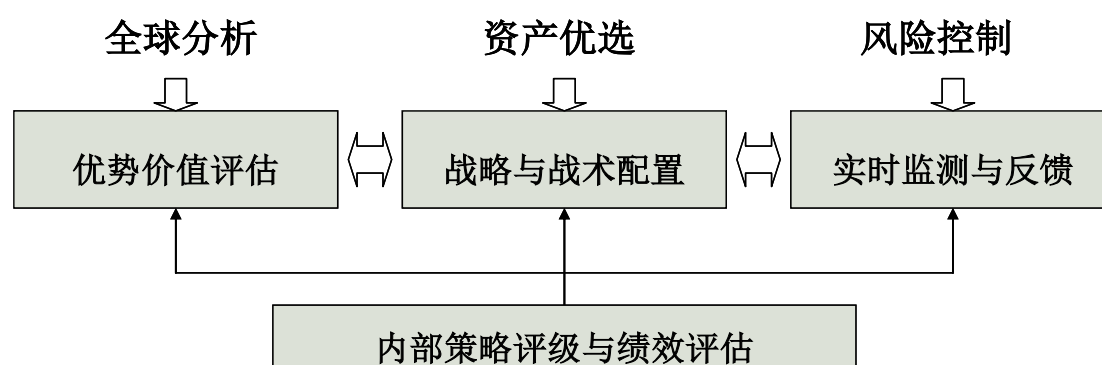 全球分析
资产优选
风险控制
优势价值评估
战略与战术配置
实时监测与反馈
内部策略评级与绩效评估